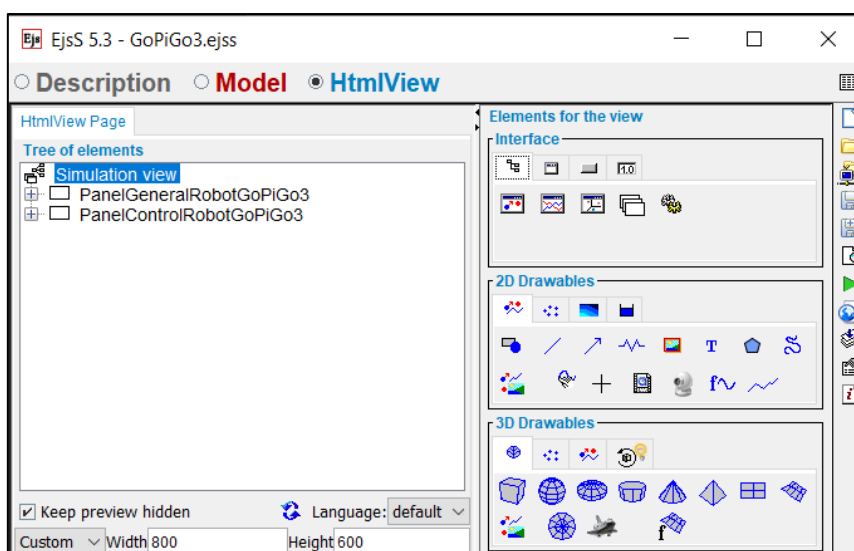 Ejs EjsS 5.3 - GoPiGo3.ejss
Description Model HtmlView
HtmlView Page
Tree of elements
Simulation view
PanelGeneralRobotGoPiGo3
PanelControlRobotGoPiGo3
Keep preview hidden Language: default
Custom Width 800 Height 600
Elements for the view
Interface
1.0
2D Drawables
T
f
3D Drawables
f
i